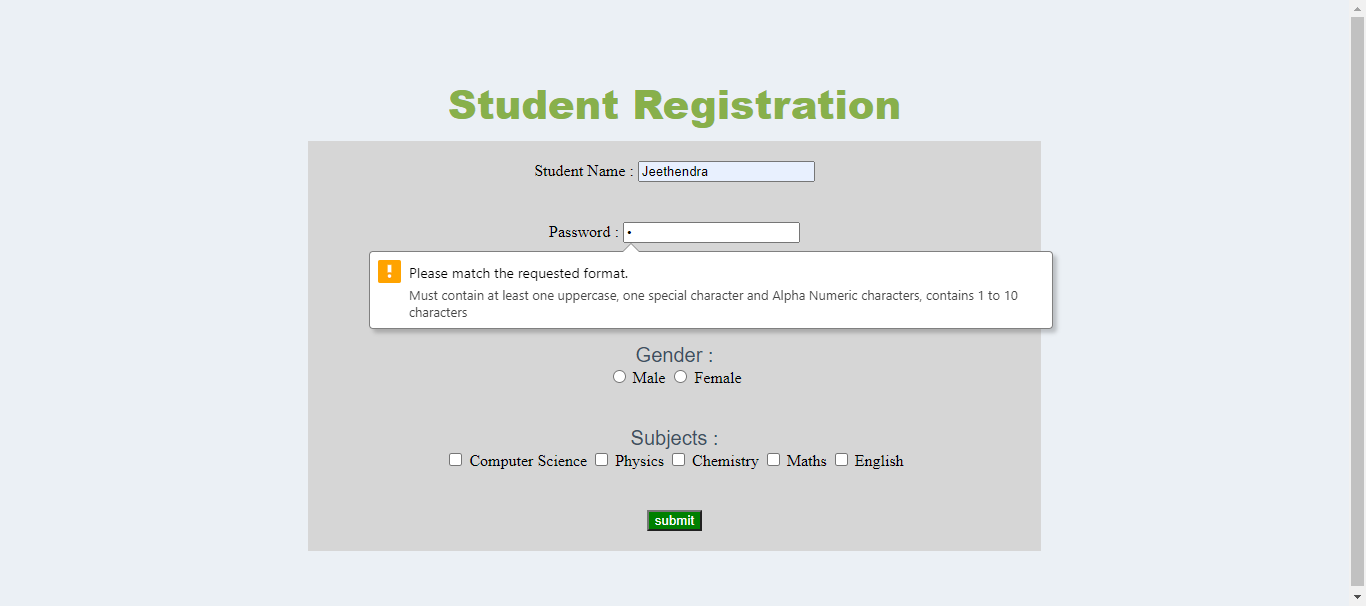 Student Registration
Student Name : Jeethendra
Password : •
! Please match the requested format.
Must contain at least one uppercase, one special character and Alpha Numeric characters, contains 1 to 10
characters
Gender :
Male Female
Subjects :
Computer Science Physics Chemistry Maths English
submit